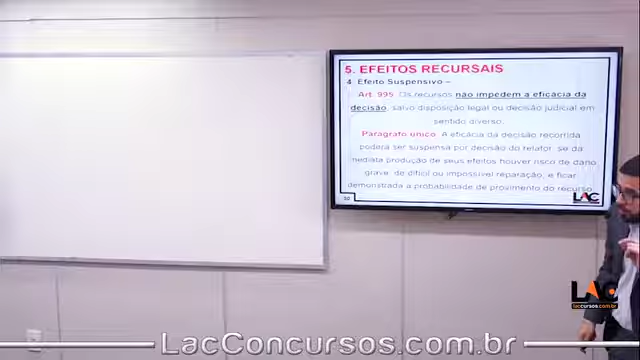 5. EFEITOS RECURSAIS
4 Efeito Suspensivo –
Art. 995 Os recursos não impedem a eficácia da
decisão, salvo disposição legal ou decisão judicial em
sentido diverso.
Parágrafo único. A eficácia da decisão recorrida
poderá ser suspensa por decisão do relator, se da
imediata produção de seus efeitos houver risco de dano
grave, de difícil ou impossível reparação, e ficar
demonstrada a probabilidade de provimento do recurso.
LAC
LAC
laccursos.com.br
LacConcursos.com.br